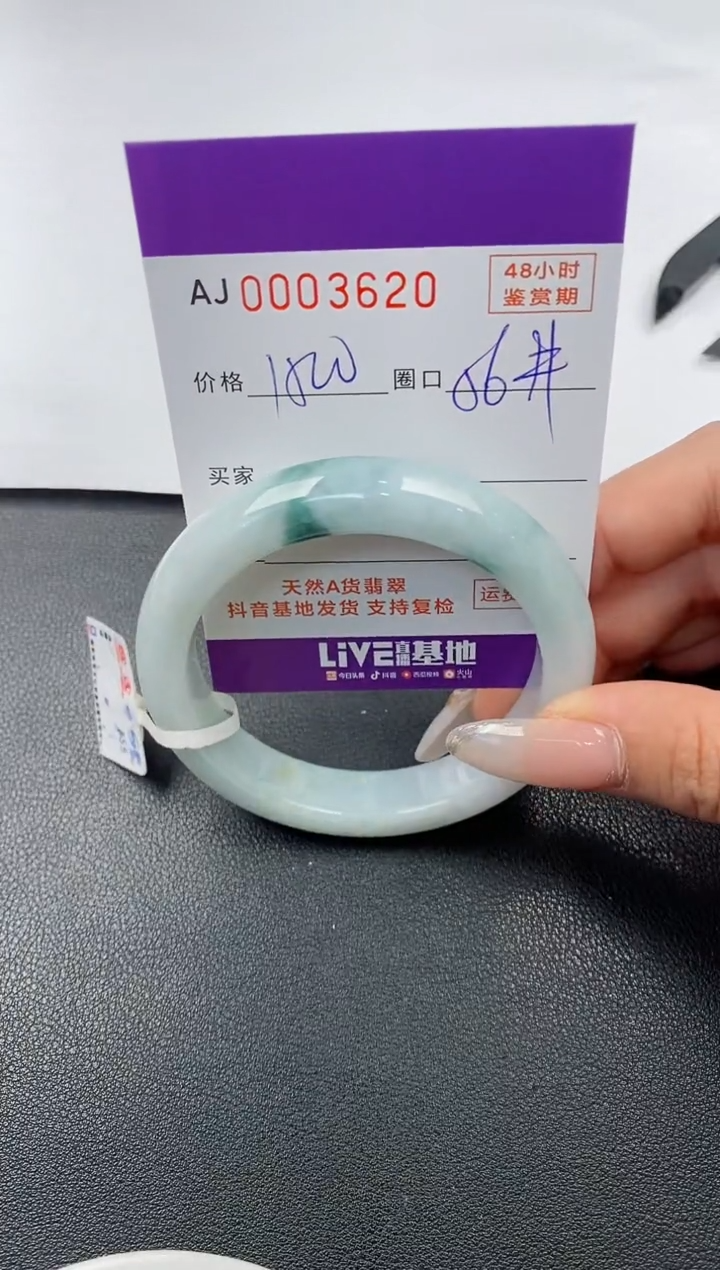 AJ 0003620
48小时
鉴赏期
价格 1800 圈口 56#
买家
天然A货翡翠
抖音基地发货 支持复检
运费
LIVE直播基地
今日头条 抖音 西瓜视频 火山